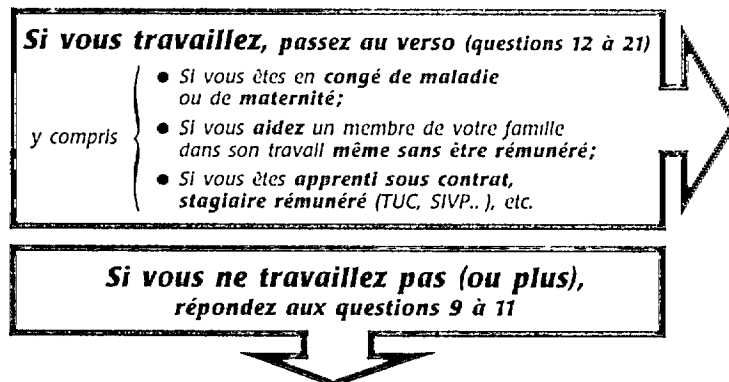 Si vous travaillez, passez au verso (questions 12 à 21)
y compris
• Si vous êtes en congé de maladie
ou de maternité;
• Si vous aidez un membre de votre famille
dans son travail même sans être rémunéré;
• Si vous êtes apprenti sous contrat,
stagiaire rémunéré (TUC, SIVP.. ), etc.
Si vous ne travaillez pas (ou plus),
répondez aux questions 9 à 11